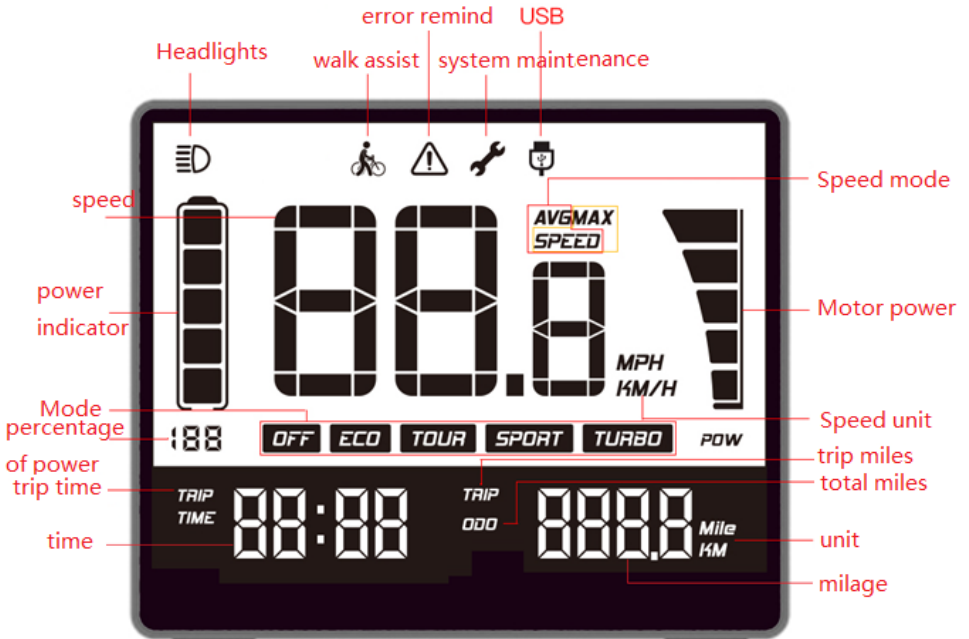 error remind USB
Headlights
walk assist system maintenance
Speed mode
speed
AVGMAX
SPEED
88.8
power
indicator
Motor power
MPH
KM/H
Mode
Speed unit
percentage
188
OFF ECO TOUR SPORT TURBO
POW
of power
trip miles
trip time
total miles
TRIP
TIME
88:88
TRIP
ODO
888.8
Mile
KM
time
unit
milage